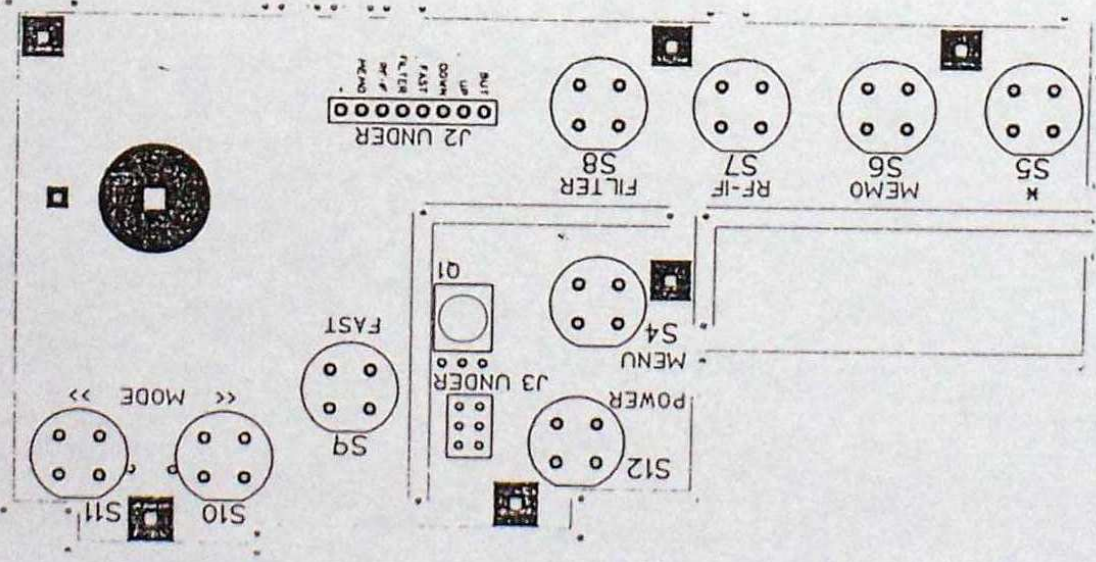 S10
S11
S12
S9
POWER
>> MODE <<
J3 UNDER
MENU
S4
FAST
Q1
* MEMO RF-IF FILTER
S5 S6 S7 S8
J2 UNDER
BUT
UP
DOWN
FAST
FILTER
RF-IF
MEMO